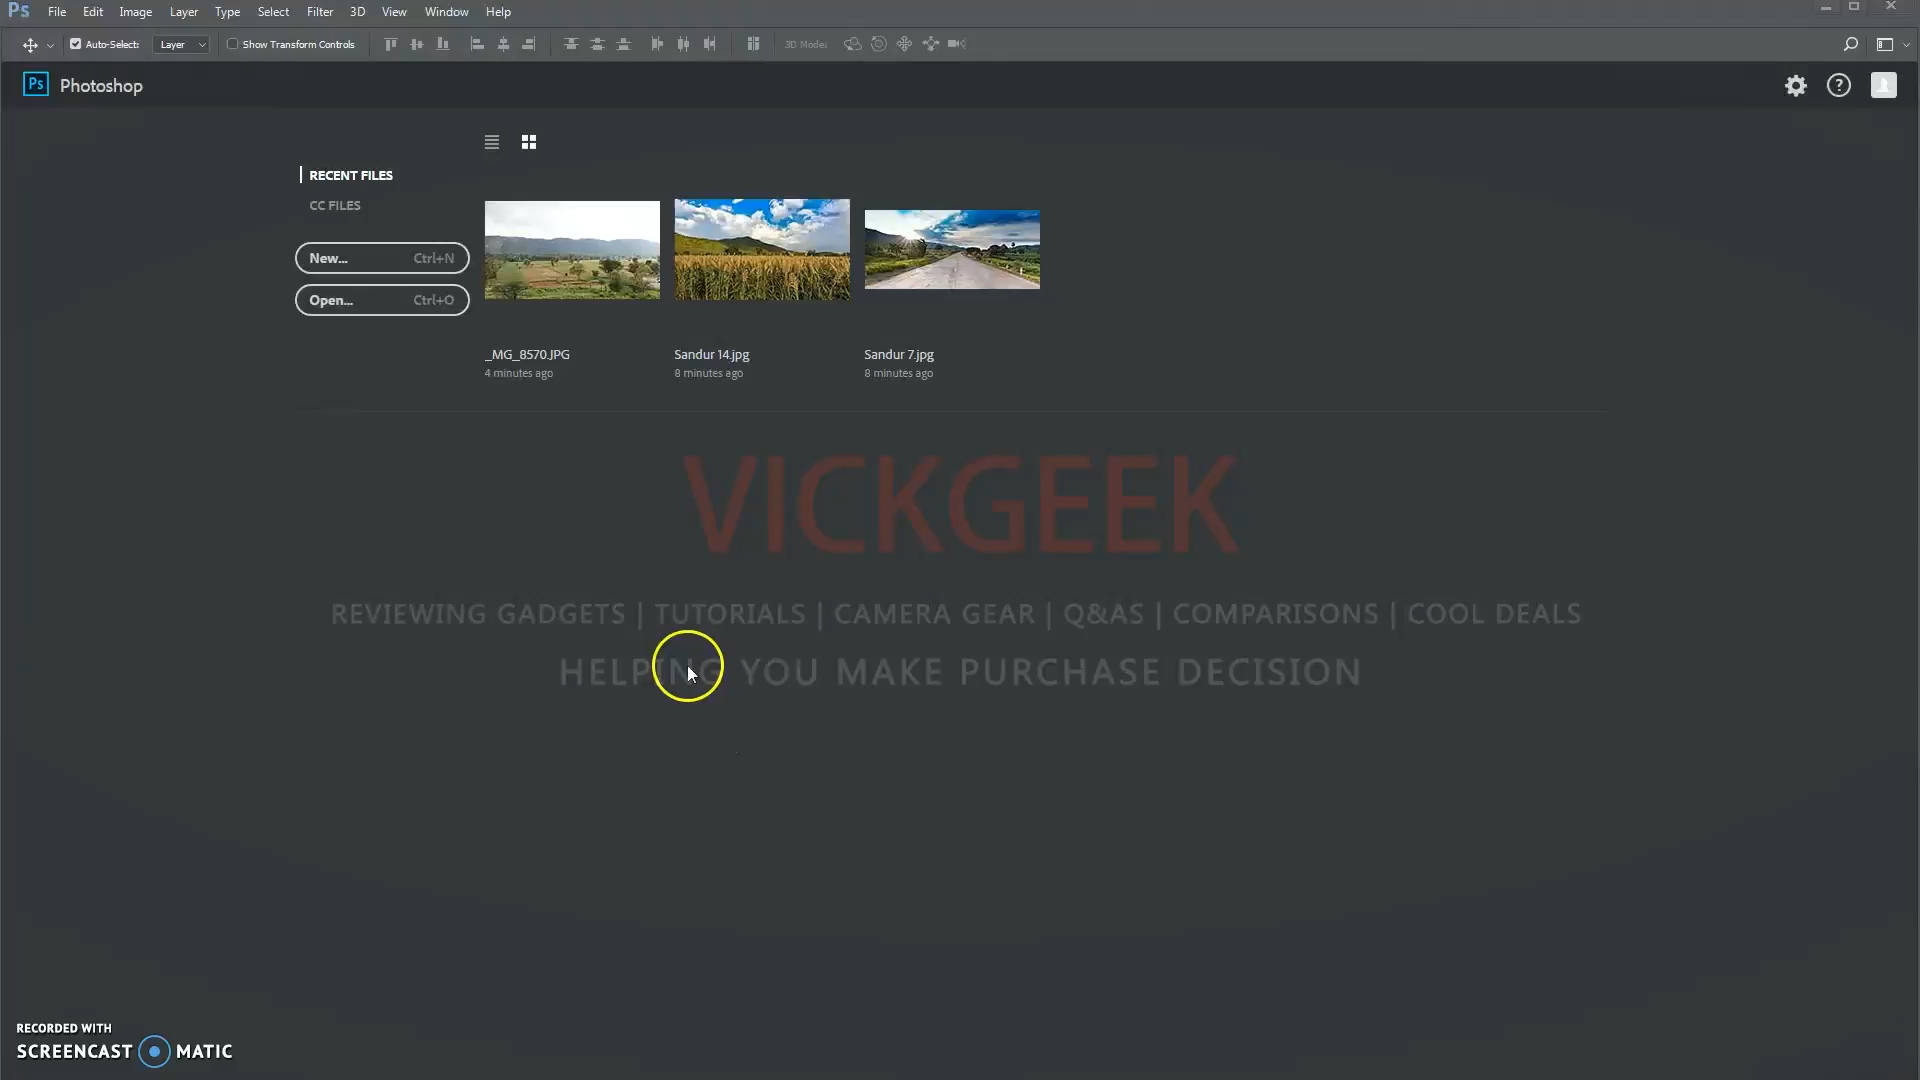 Ps File Edit Image Layer Type Select Filter 3D View Window Help
Auto-Select: Layer Show Transform Controls 3D Mode:
Ps Photoshop
RECENT FILES
CC FILES
New... Ctrl+N
Open... Ctrl+O
_MG_8570.JPG
4 minutes ago
Sandur 14.jpg
8 minutes ago
Sandur 7.jpg
8 minutes ago
VICKGEEK
REVIEWING GADGETS | TUTORIALS | CAMERA GEAR | Q&AS | COMPARISONS | COOL DEALS
HELPING YOU MAKE PURCHASE DECISION
RECORDED WITH
SCREENCAST MATIC